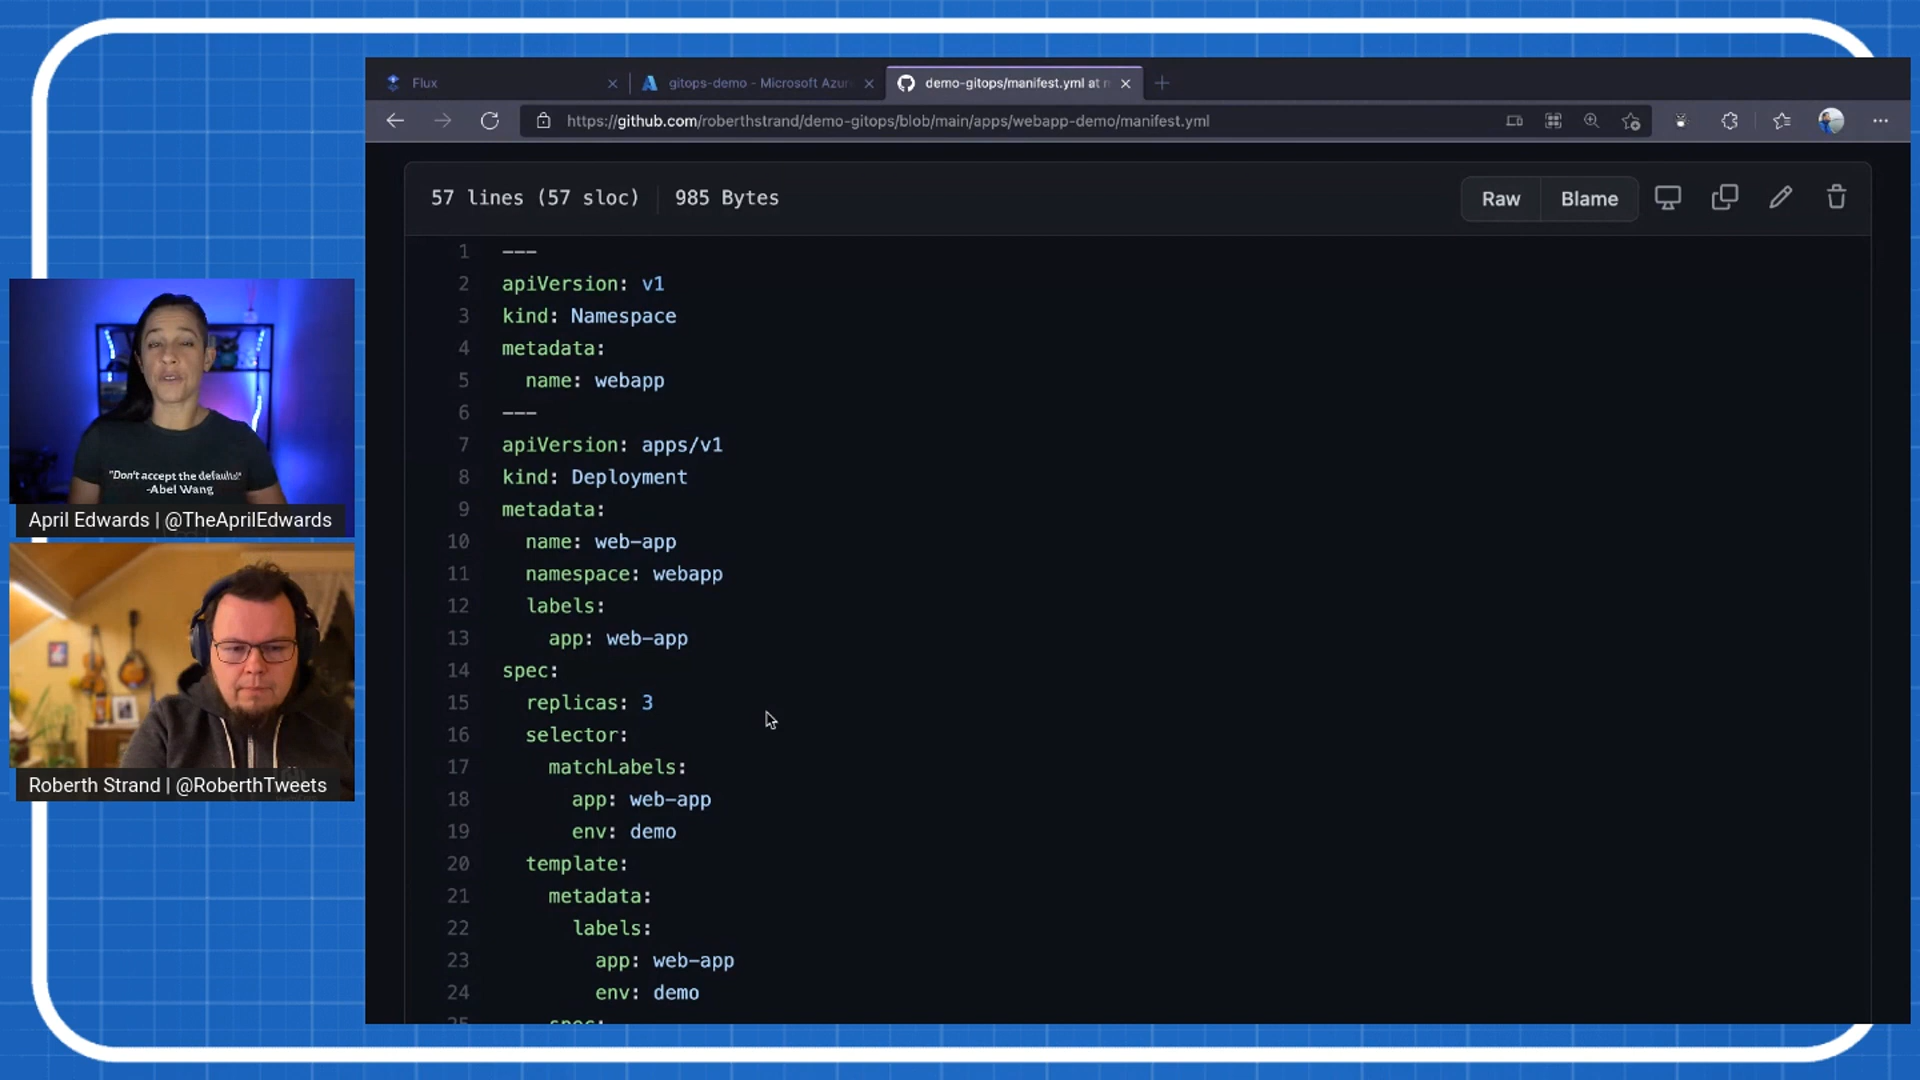 Flux
gitops-demo - Microsoft Azur
demo-gitops/manifest.yml at
https://github.com/roberthstrand/demo-gitops/blob/main/apps/webapp-demo/manifest.yml
57 lines (57 sloc)
985 Bytes
Raw
Blame
1 ---
2 apiVersion: v1
3 kind: Namespace
4 metadata:
5 name: webapp
6 ---
7 apiVersion: apps/v1
8 kind: Deployment
9 metadata:
10 name: web-app
11 namespace: webapp
12 labels:
13 app: web-app
14 spec:
15 replicas: 3
16 selector:
17 matchLabels:
18 app: web-app
19 env: demo
20 template:
21 metadata:
22 labels:
23 app: web-app
24 env: demo
25 spec:
"Don't accept the defaults!"
-Abel Wang
April Edwards | @TheAprilEdwards
Roberth Strand | @RoberthTweets